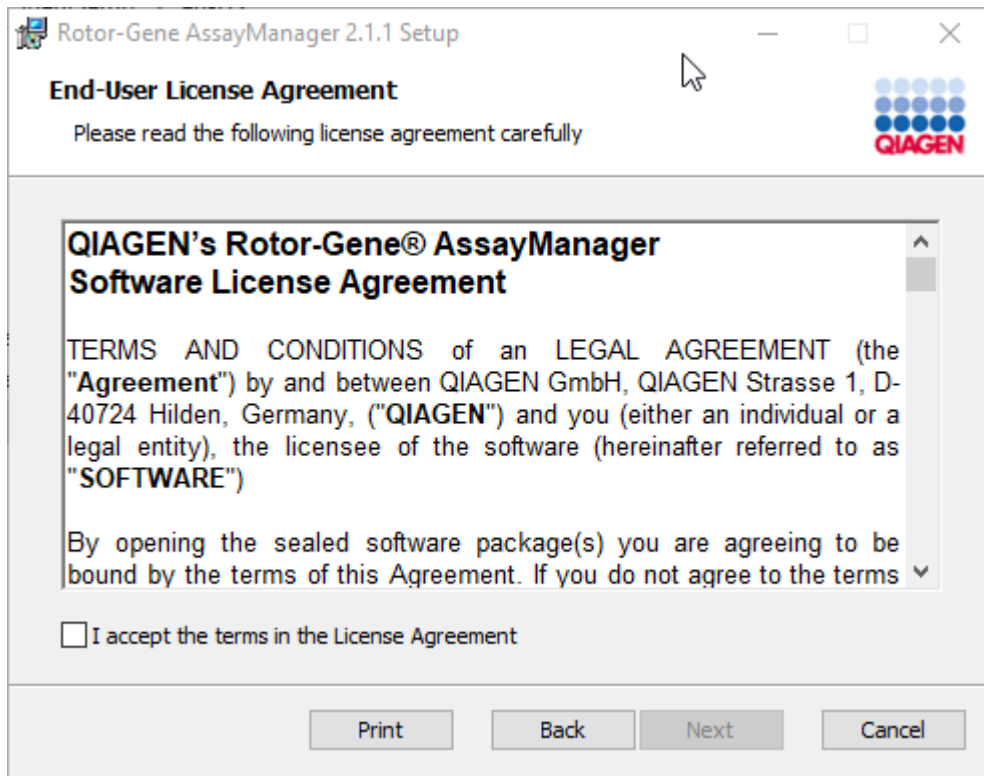 Rotor-Gene AssayManager 2.1.1 Setup
End-User License Agreement
Please read the following license agreement carefully
QIAGEN
QIAGEN’s Rotor-Gene® AssayManager
Software License Agreement
TERMS AND CONDITIONS of an LEGAL AGREEMENT (the
"Agreement") by and between QIAGEN GmbH, QIAGEN Strasse 1, D-
40724 Hilden, Germany, ("QIAGEN") and you (either an individual or a
legal entity), the licensee of the software (hereinafter referred to as
"SOFTWARE")
By opening the sealed software package(s) you are agreeing to be
bound by the terms of this Agreement. If you do not agree to the terms
I accept the terms in the License Agreement
Print
Back
Next
Cancel